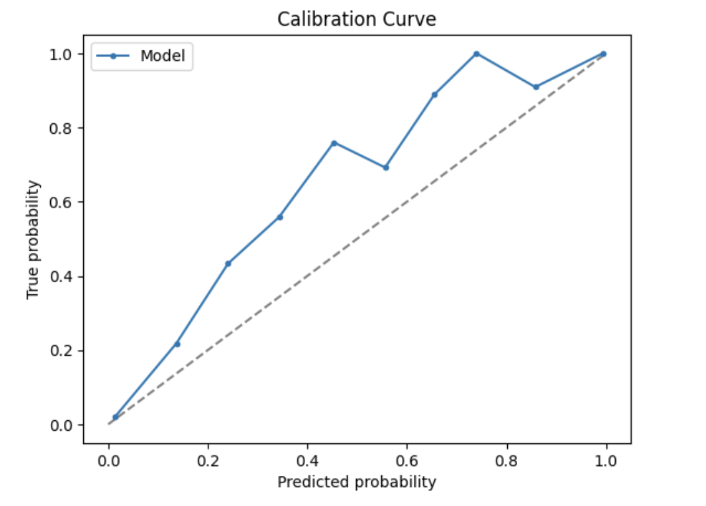 Calibration Curve
Model
1.0
0.8
0.6
0.4
0.2
0.0
True probability
0.0 0.2 0.4 0.6 0.8 1.0
Predicted probability